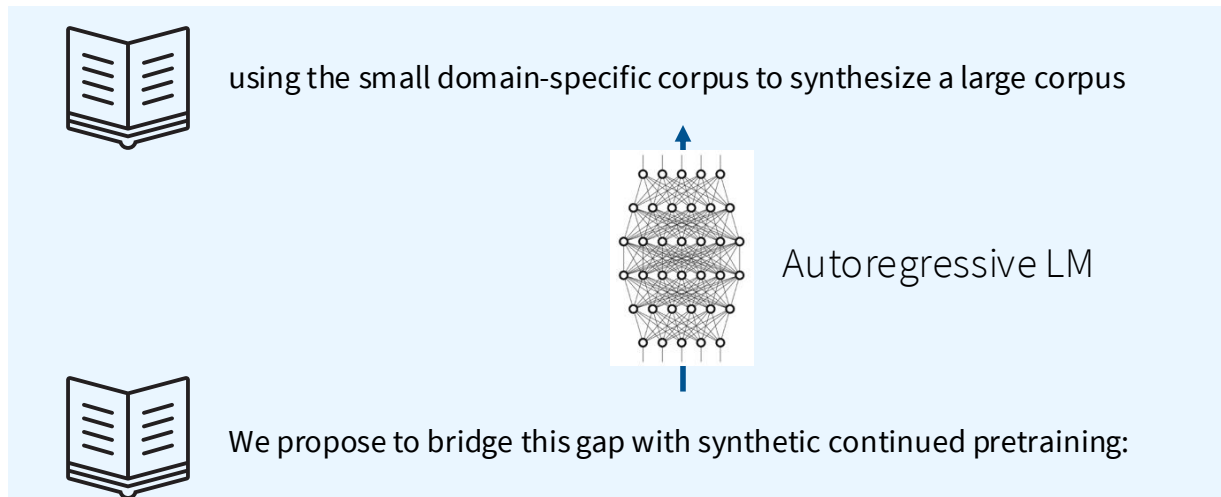 using the small domain-specific corpus to synthesize a large corpus
Autoregressive LM
We propose to bridge this gap with synthetic continued pretraining: